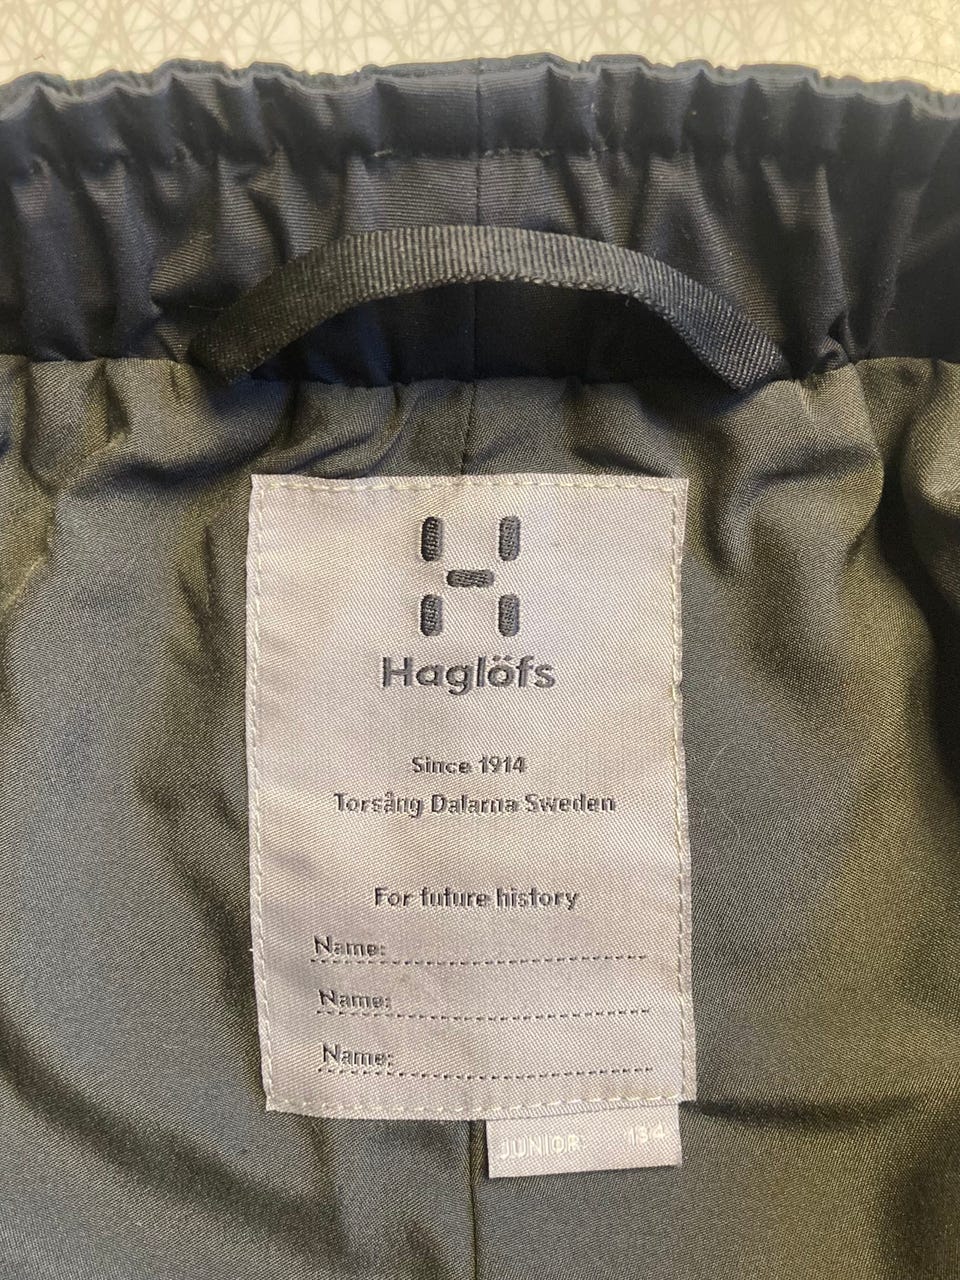 Haglöfs
Since 1914
Torsång Dalarna Sweden
For future history
Name:
Name:
Name:
JUNIOR: 134